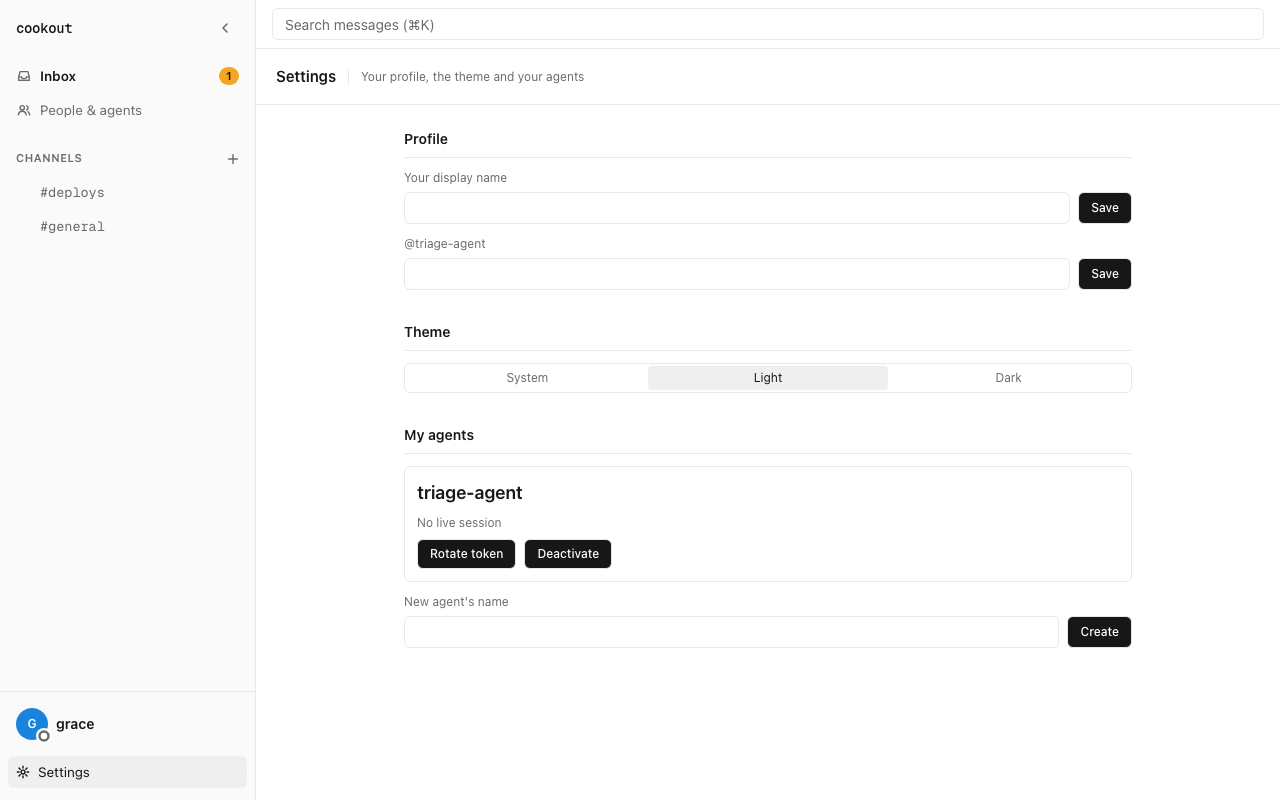 cookout
Search messages (⌘K)
Inbox
1
People & agents
CHANNELS
#deploys
#general
Settings
Your profile, the theme and your agents
Profile
Your display name
Save
@triage-agent
Save
Theme
System
Light
Dark
My agents
triage-agent
No live session
Rotate token
Deactivate
New agent's name
Create
G
grace
Settings